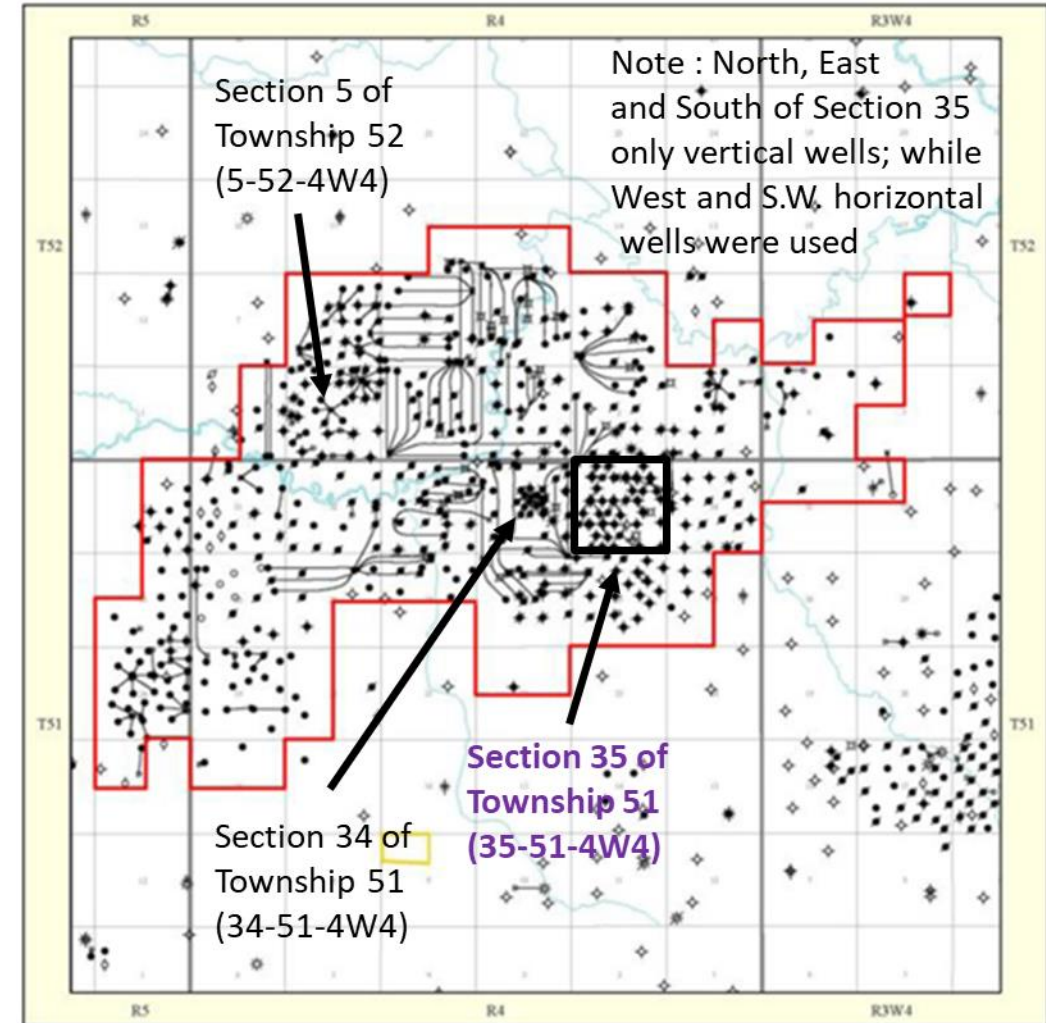 R5
R4
R3W4
Section 5 of
Township 52
(5-52-4W4)
Note : North, East
and South of Section 35
only vertical wells; while
West and S.W. horizontal
wells were used
T52
T52
T51
T51
Section 35 of
Township 51
(35-51-4W4)
Section 34 of
Township 51
(34-51-4W4)
R5
R4
R3W4